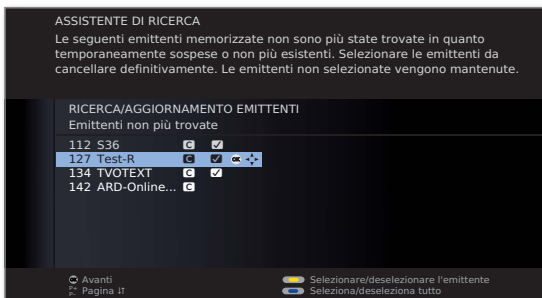 ASSISTENTE DI RICERCA
Le seguenti emittenti memorizzate non sono più state trovate in quanto
temporaneamente sospese o non più esistenti. Selezionare le emittenti da
cancellare definitivamente. Le emittenti non selezionate vengono mantenute.
RICERCA/AGGIORNAMENTO EMITTENTI
Emittenti non più trovate
112 S36 C
127 Test-R C OK
134 TVOTEXT C
142 ARD-Online... C
OK Avanti
P+ P- Pagina
Selezionare/deselezionare l'emittente
Seleziona/deseleziona tutto